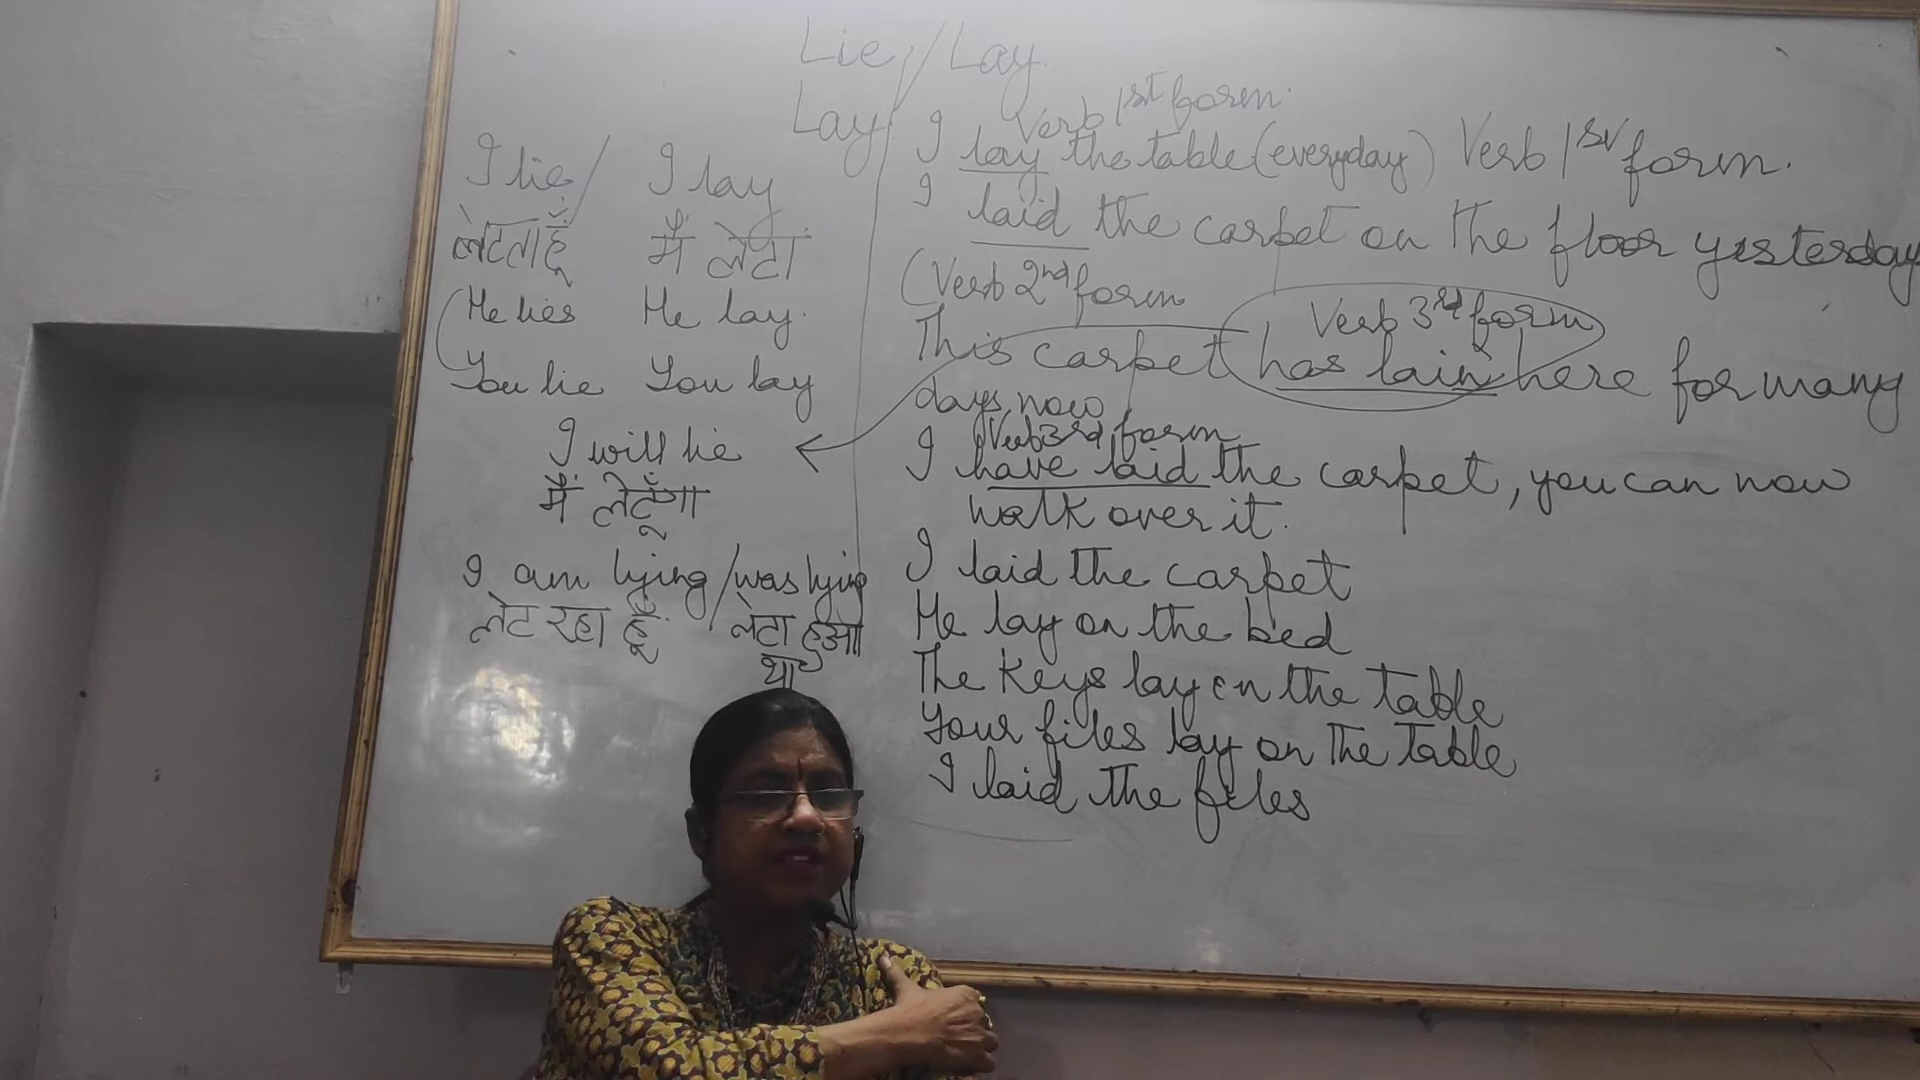 Lie / Lay
Lay
I lie / I lay
लेटता हूँ मैं लेटा
He lies He lay.
You lie You lay
I will lie
मैं लेटूँगा
I am lying / was lying
लेट रहा हूँ / लेटा हुआ
था
Verb 1st form.
I lay the table (everyday) Verb 1st form.
I laid the carpet on the floor yesterday
(Verb 2nd form
Verb 3rd form
This carpet has lain here for many
days now
Verb 3rd form
I have laid the carpet, you can now
walk over it.
I laid the carpet
He lay on the bed
The keys lay on the table
Your files lay on the table
I laid the files